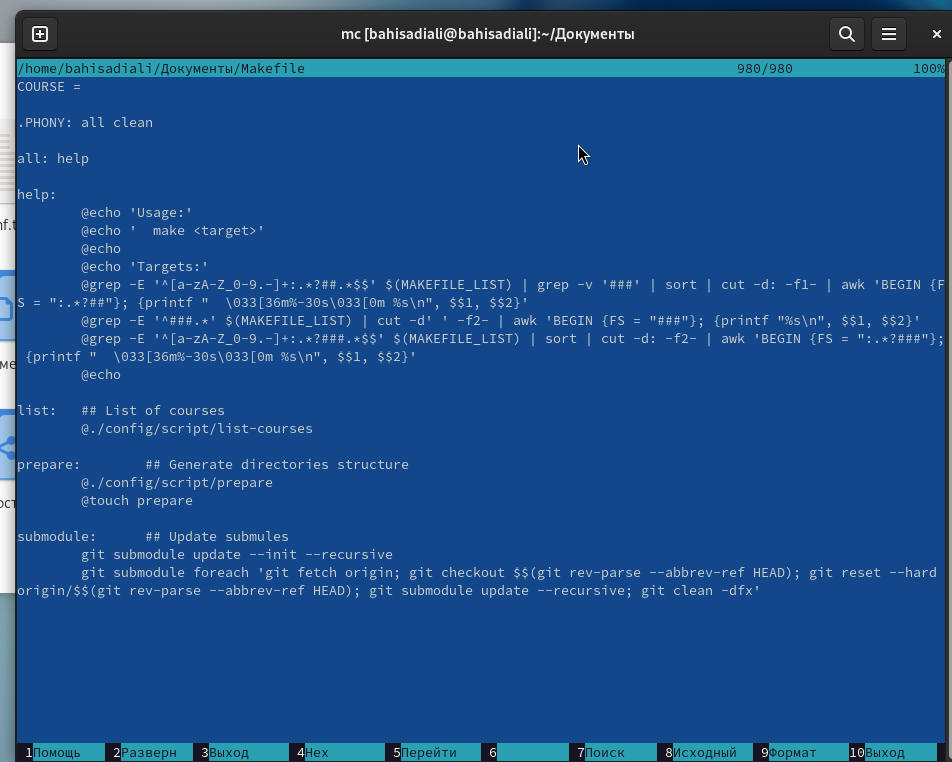 mc [bahisadiali@bahisadiali]:~/Документы
/home/bahisadiali/Документы/Makefile 980/980 100%
COURSE =
.PHONY: all clean
all: help
help:
@echo 'Usage:'
@echo '  make <target>'
@echo
@echo 'Targets:'
@grep -E '^[a-zA-Z_0-9.-]+:.*?##.*$$' $(MAKEFILE_LIST) | grep -v '###' | sort | cut -d: -f1- | awk 'BEGIN {F
S = ":.*?##"}; {printf "  \033[36m%-30s\033[0m %s\n", $$1, $$2}'
@grep -E '^###.*' $(MAKEFILE_LIST) | cut -d' ' -f2- | awk 'BEGIN {FS = "###"}; {printf "%s\n", $$1, $$2}'
@grep -E '^[a-zA-Z_0-9.-]+:.*?###.*$$' $(MAKEFILE_LIST) | sort | cut -d: -f2- | awk 'BEGIN {FS = ":.*?###"};
{printf "  \033[36m%-30s\033[0m %s\n", $$1, $$2}'
@echo
list:   ## List of courses
@./config/script/list-courses
prepare:        ## Generate directories structure
@./config/script/prepare
@touch prepare
submodule:      ## Update submules
git submodule update --init --recursive
git submodule foreach 'git fetch origin; git checkout $$(git rev-parse --abbrev-ref HEAD); git reset --hard
origin/$$(git rev-parse --abbrev-ref HEAD); git submodule update --recursive; git clean -dfx'
1Помощь 2Разверн 3Выход 4Hex 5Перейти 6 7Поиск 8Исходный 9Формат 10Выход